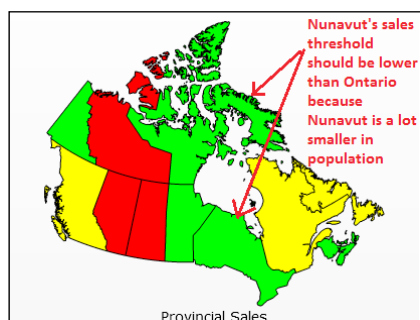 Nunavut's sales
threshold
should be lower
than Ontario
because
Nunavut is a lot
smaller in
population
Provincial Sales